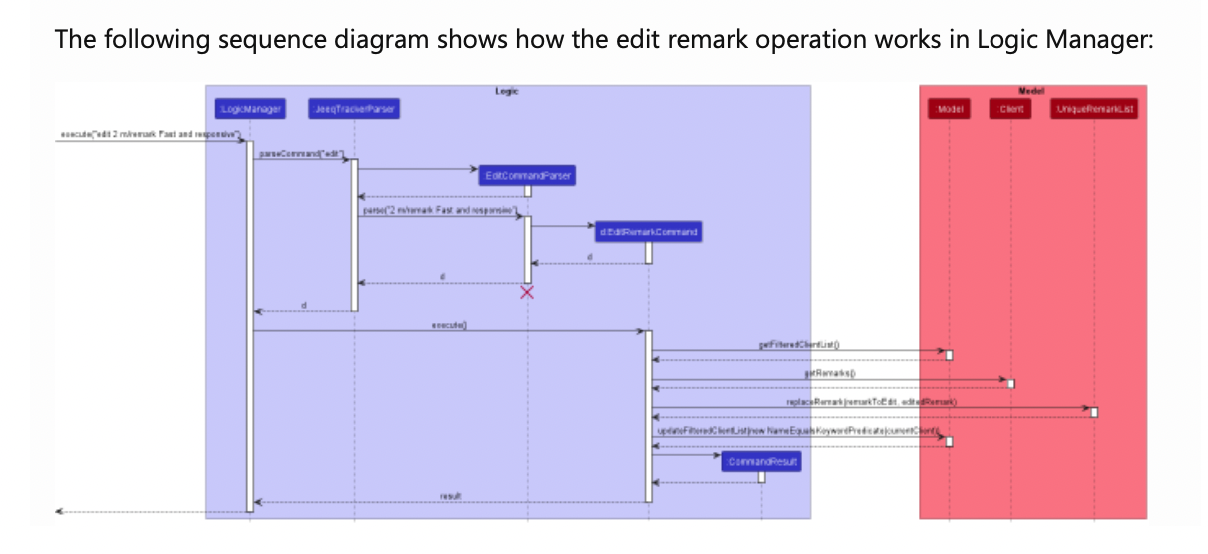 The following sequence diagram shows how the edit remark operation works in Logic Manager:
Logic
Model
:LogicManager
:JeeqTrackerParser
:Model
:Client
:UniqueRemarkList
execute("edit 2 m/remark Fast and responsive")
parseCommand("edit")
:EditCommandParser
parse("2 m/remark Fast and responsive")
d:EditRemarkCommand
d
d
d
execute()
getFilteredClientList()
getRemarks()
replaceRemark(remarkToEdit, editedRemark)
updateFilteredClientList(new NameEqualsKeywordPredicate(currentClient))
:CommandResult
result